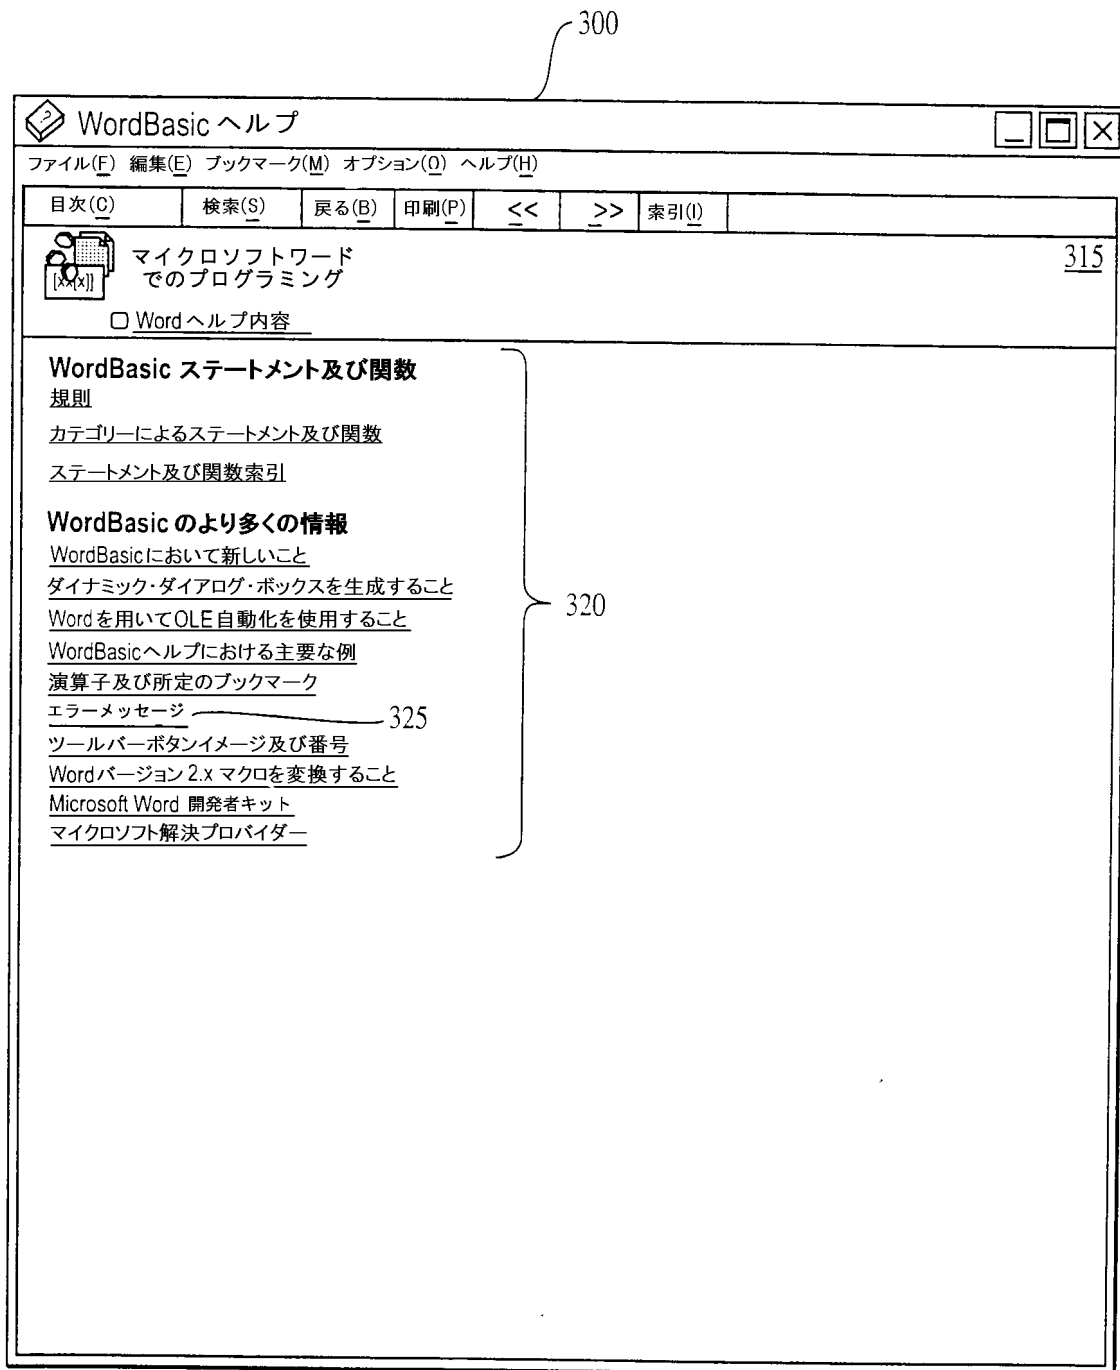 300
WordBasic ヘルプ
ファイル(F) 編集(E) ブックマーク(M) オプション(O) ヘルプ(H)
目次(C) 検索(S) 戻る(B) 印刷(P) << >> 索引(I)
マイクロソフトワード
でのプログラミング
315
Word ヘルプ内容
WordBasic ステートメント及び関数
規則
カテゴリーによるステートメント及び関数
ステートメント及び関数索引
WordBasic のより多くの情報
WordBasicにおいて新しいこと
ダイナミック・ダイアログ・ボックスを生成すること
Wordを用いてOLE自動化を使用すること
320
WordBasicヘルプにおける主要な例
演算子及び所定のブックマーク
エラーメッセージ 325
ツールバーボタンイメージ及び番号
Wordバージョン 2.x マクロを変換すること
Microsoft Word 開発者キット
マイクロソフト解決プロバイダー